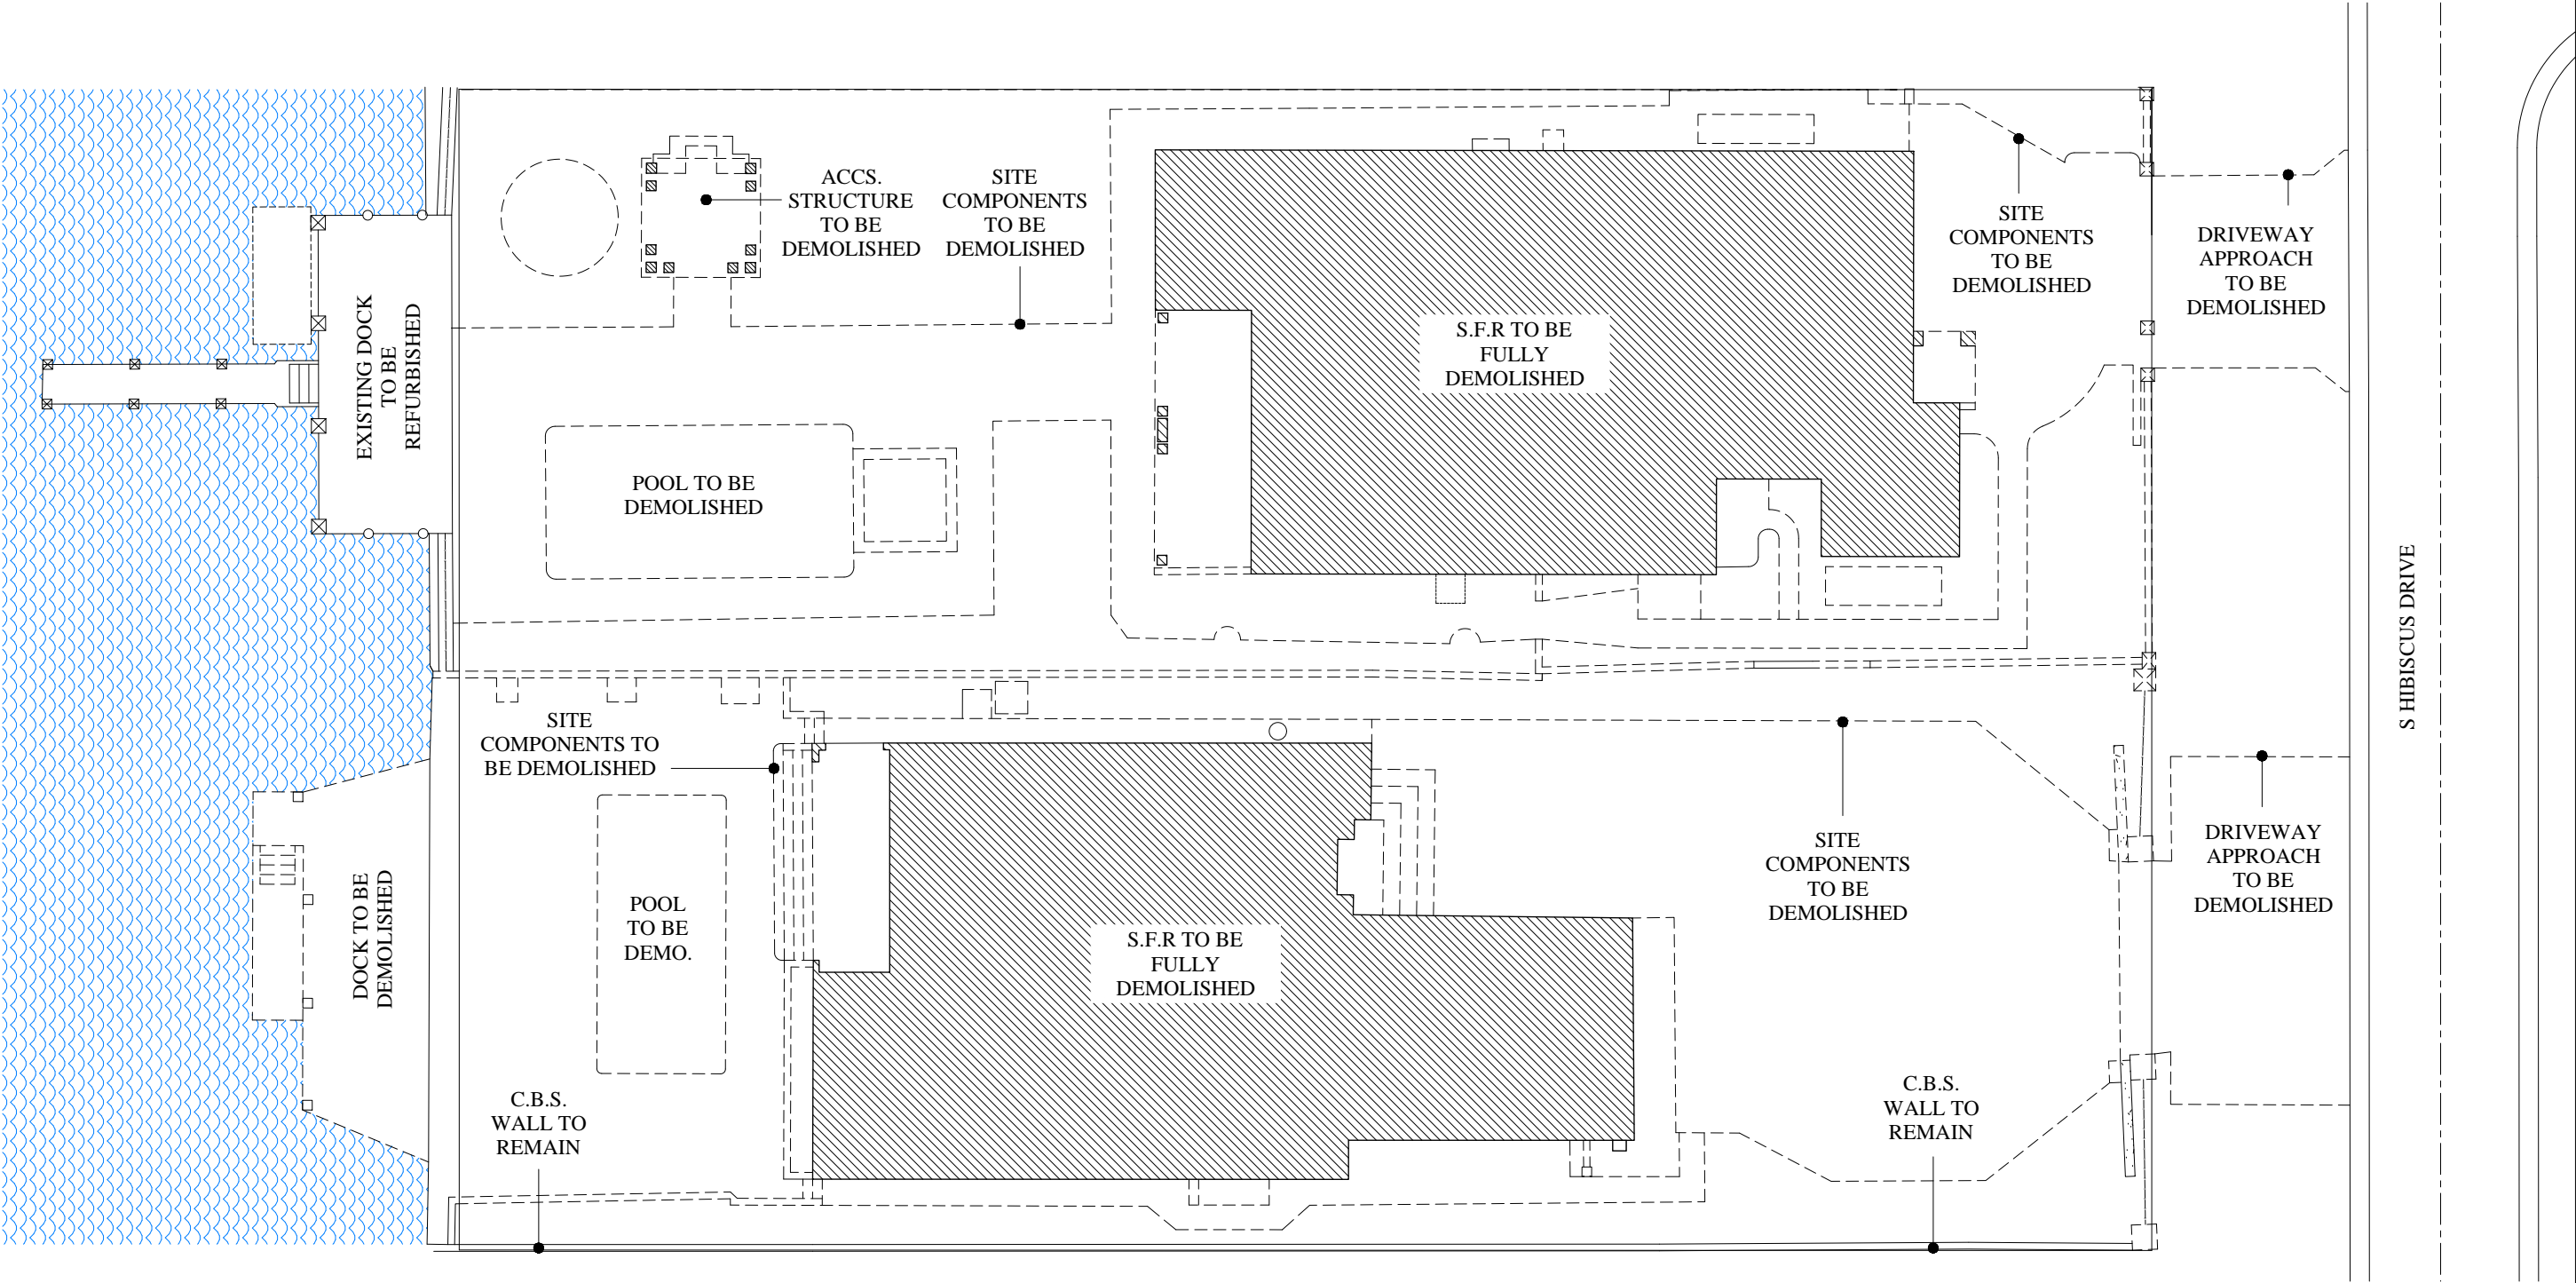 ACCS.
STRUCTURE
TO BE
DEMOLISHED
SITE
COMPONENTS
TO BE
DEMOLISHED
SITE
COMPONENTS
TO BE
DEMOLISHED
DRIVEWAY
APPROACH
TO BE
DEMOLISHED
EXISTING DOCK
TO BE
REFURBISHED
S.F.R TO BE
FULLY
DEMOLISHED
POOL TO BE
DEMOLISHED
S HIBISCUS DRIVE
SITE
COMPONENTS TO
BE DEMOLISHED
DOCK TO BE
DEMOLISHED
POOL
TO BE
DEMO.
S.F.R TO BE
FULLY
DEMOLISHED
SITE
COMPONENTS
TO BE
DEMOLISHED
DRIVEWAY
APPROACH
TO BE
DEMOLISHED
C.B.S.
WALL TO
REMAIN
C.B.S.
WALL TO
REMAIN